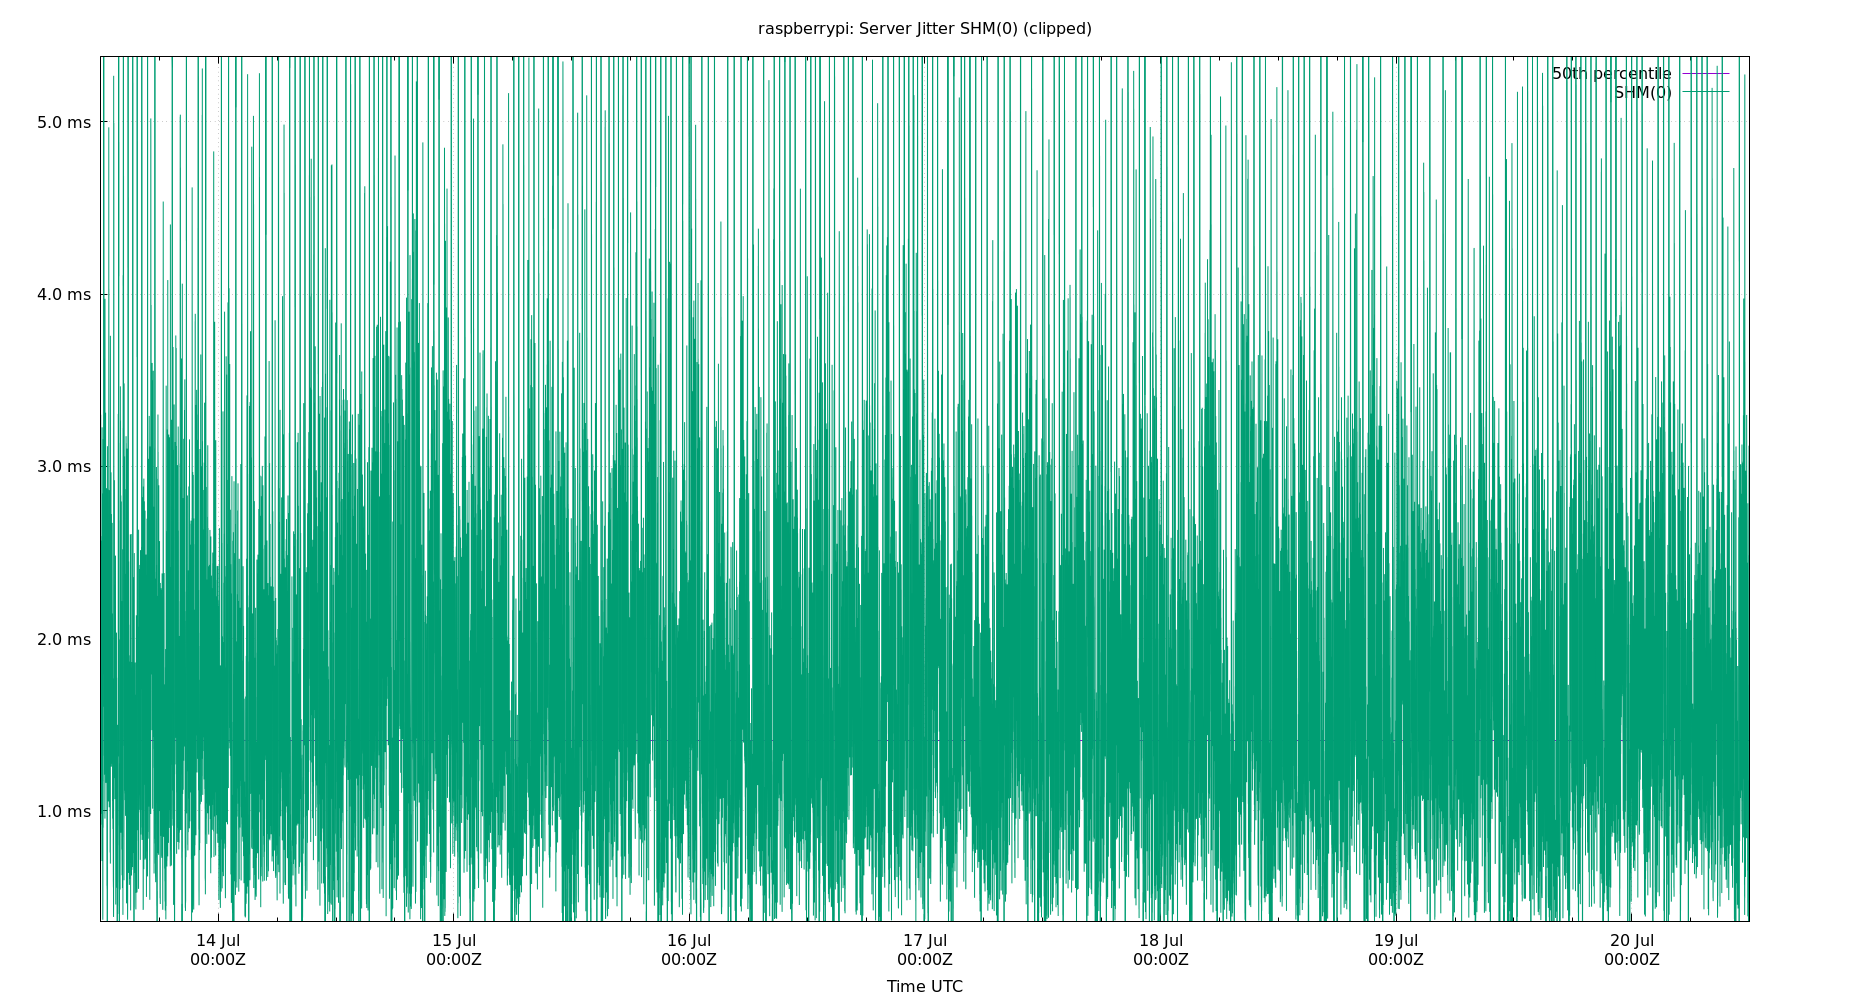 raspberrypi: Server Jitter SHM(0) (clipped)
50th percentile
SHM(0)
5.0 ms
4.0 ms
3.0 ms
2.0 ms
1.0 ms
14 Jul 15 Jul 16 Jul 17 Jul 18 Jul 19 Jul 20 Jul
00:00Z 00:00Z 00:00Z 00:00Z 00:00Z 00:00Z 00:00Z
Time UTC